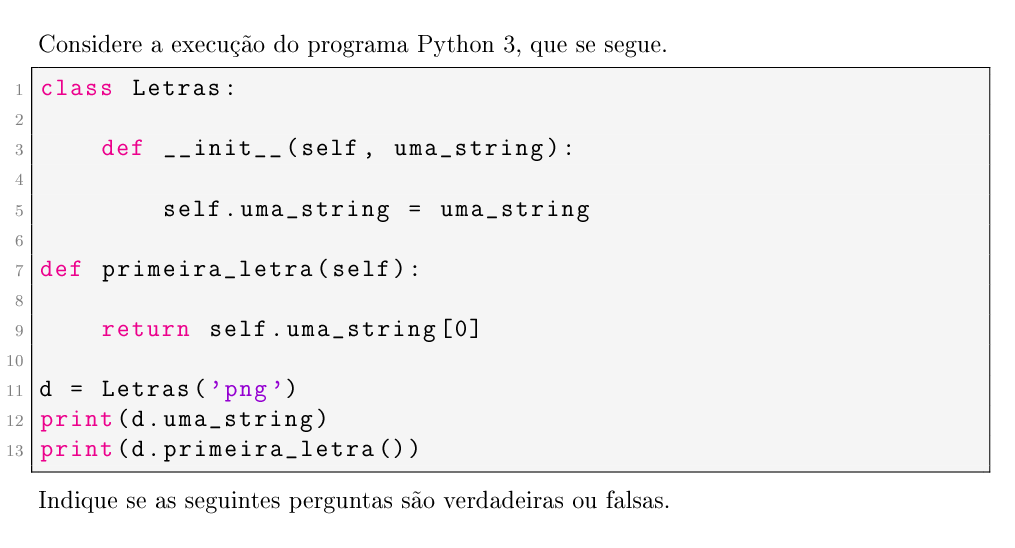 Considere a execução do programa Python 3, que se segue.
1 class Letras:
2
3     def __init__(self, uma_string):
4
5         self.uma_string = uma_string
6
7 def primeira_letra(self):
8
9     return self.uma_string[0]
10
11 d = Letras('png')
12 print(d.uma_string)
13 print(d.primeira_letra())
Indique se as seguintes perguntas são verdadeiras ou falsas.